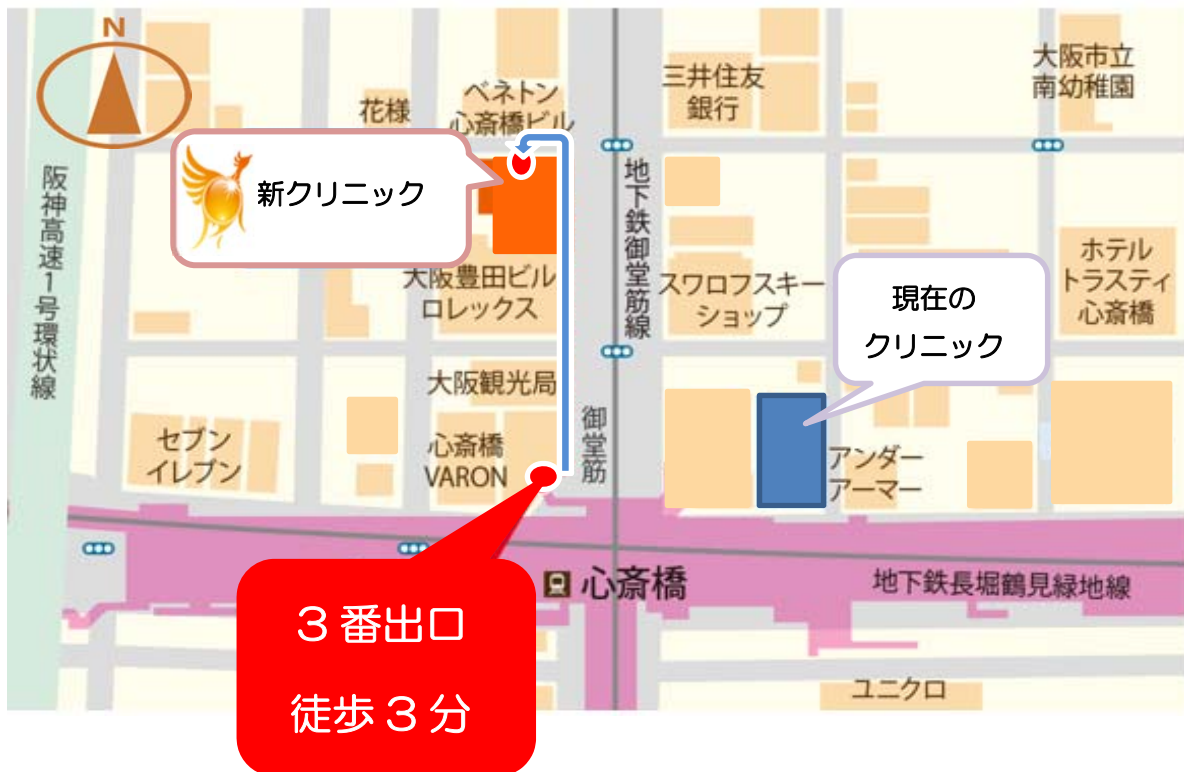 N
大阪市立
南幼稚園
三井住友
銀行
ベネトン
心斎橋ビル
花様
新クリニック
阪神高速1号環状線
地下鉄御堂筋線
大阪豊田ビル
ロレックス
スワロフスキー
ショップ
現在の
クリニック
ホテル
トラスティ
心斎橋
大阪観光局
御堂筋
セブン
イレブン
心斎橋
VARON
アンダー
アーマー
心斎橋
地下鉄長堀鶴見緑地線
3番出口
徒歩3分
ユニクロ